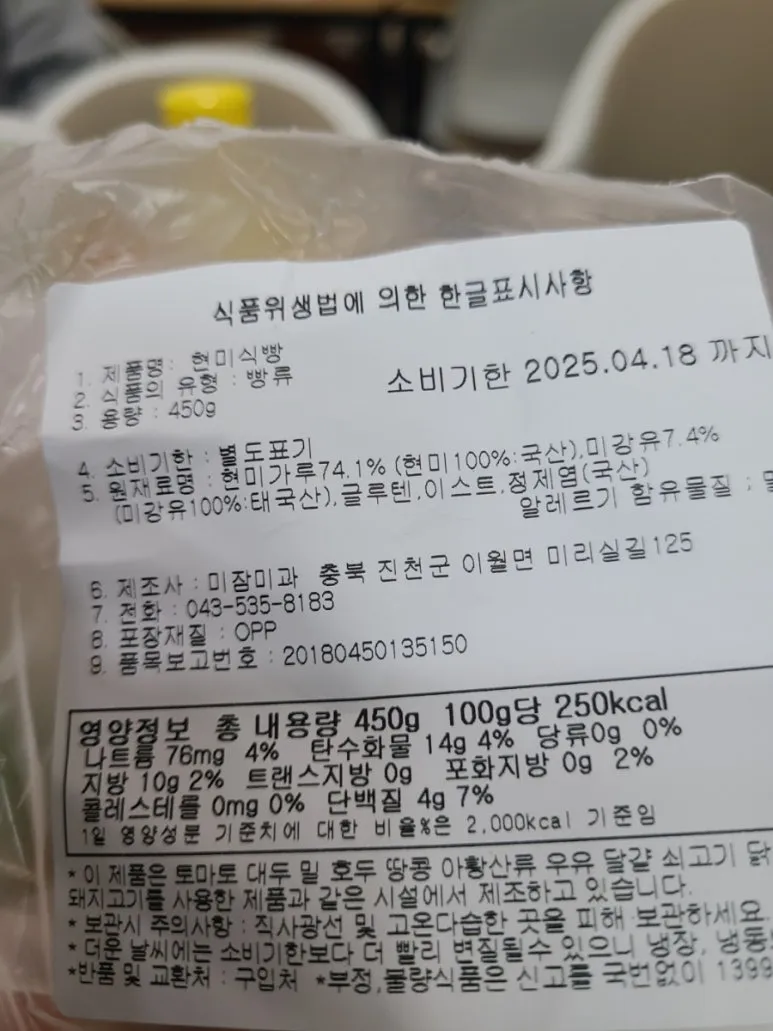 식품위생법에 의한 한글표시사항
1. 제품명: 현미식빵
2. 식품의 유형 : 빵류
3. 용량 : 450g
소비기한 2025.04.18 까지
4. 소비기한 : 별도표기
5. 원재료명 : 현미가루74.1% (현미100%:국산),미강유7.4%
(미강유100%:태국산),글루텐,이스트,정제염(국산)
알레르기 함유물질 ;
6. 제조사 : 미잠미과 충북 진천군 이월면 미리실길125
7. 전화 : 043-535-8183
8. 포장재질 : OPP
9. 품목보고번호 : 20180450135150
영양정보 총 내용량 450g 100g당 250kcal
나트륨 76mg 4% 탄수화물 14g 4% 당류0g 0%
지방 10g 2% 트랜스지방 0g 포화지방 0g 2%
콜레스테롤 0mg 0% 단백질 4g 7%
1일 영양성분 기준치에 대한 비율%은 2,000kcal 기준임
* 이 제품은 토마토 대두 밀 호두 땅콩 아황산류 우유 달걀 쇠고기 닭
돼지고기를 사용한 제품과 같은 시설에서 제조하고 있습니다.
* 보관시 주의사항 : 직사광선 및 고온다습한 곳을 피해 보관하세요.
* 더운 날씨에는 소비기한보다 더 빨리 변질될수 있으니 냉장, 냉동
*반품 및 교환처 : 구입처 *부정,불량식품은 신고를 국번없이 1399